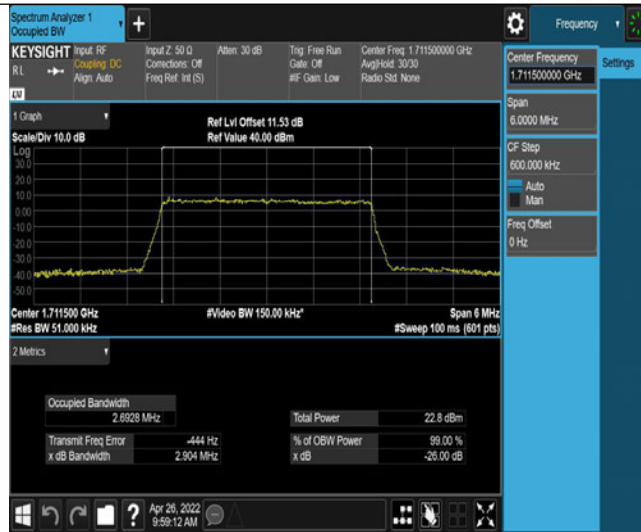 Spectrum Analyzer 1
Occupied BW
Frequency
KEYSIGHT
Input: RF
Input Z: 50 Ω
Atten: 30 dB
Trig: Free Run
Center Freq: 1.711500000 GHz
R L
Coupling: DC
Corrections: Off
Gate: Off
Avg|Hold: 30/30
Align: Auto
Freq Ref: Int (S)
#IF Gain: Low
Radio Std: None
Center Frequency
1.711500000 GHz
Settings
Span
6.0000 MHz
CF Step
600.000 kHz
Auto
Man
Freq Offset
0 Hz
1 Graph
Ref Lvl Offset 11.53 dB
Scale/Div 10.0 dB
Ref Value 40.00 dBm
Log
30.0
20.0
10.0
0.00
-10.0
-20.0
-30.0
-40.0
-50.0
Center 1.711500 GHz
#Video BW 150.00 kHz*
Span 6 MHz
#Res BW 51.000 kHz
#Sweep 100 ms (601 pts)
2 Metrics
Occupied Bandwidth
2.6928 MHz
Total Power
22.8 dBm
Transmit Freq Error
-444 Hz
% of OBW Power
99.00 %
x dB Bandwidth
2.904 MHz
x dB
-26.00 dB
?
Apr 26, 2022
9:59:12 AM